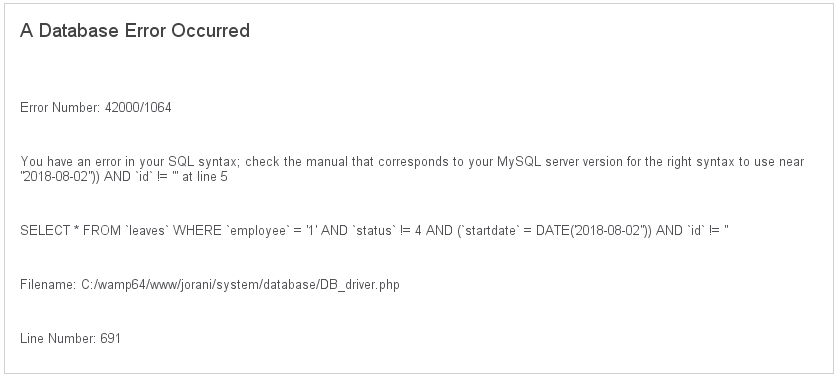 A Database Error Occurred
Error Number: 42000/1064
You have an error in your SQL syntax; check the manual that corresponds to your MySQL server version for the right syntax to use near
'2018-08-02'')) AND `id` != ''' at line 5
SELECT * FROM `leaves` WHERE `employee` = '1' AND `status` != 4 AND (`startdate` = DATE('2018-08-02'')) AND `id` != ''
Filename: C:/wamp64/www/jorani/system/database/DB_driver.php
Line Number: 691